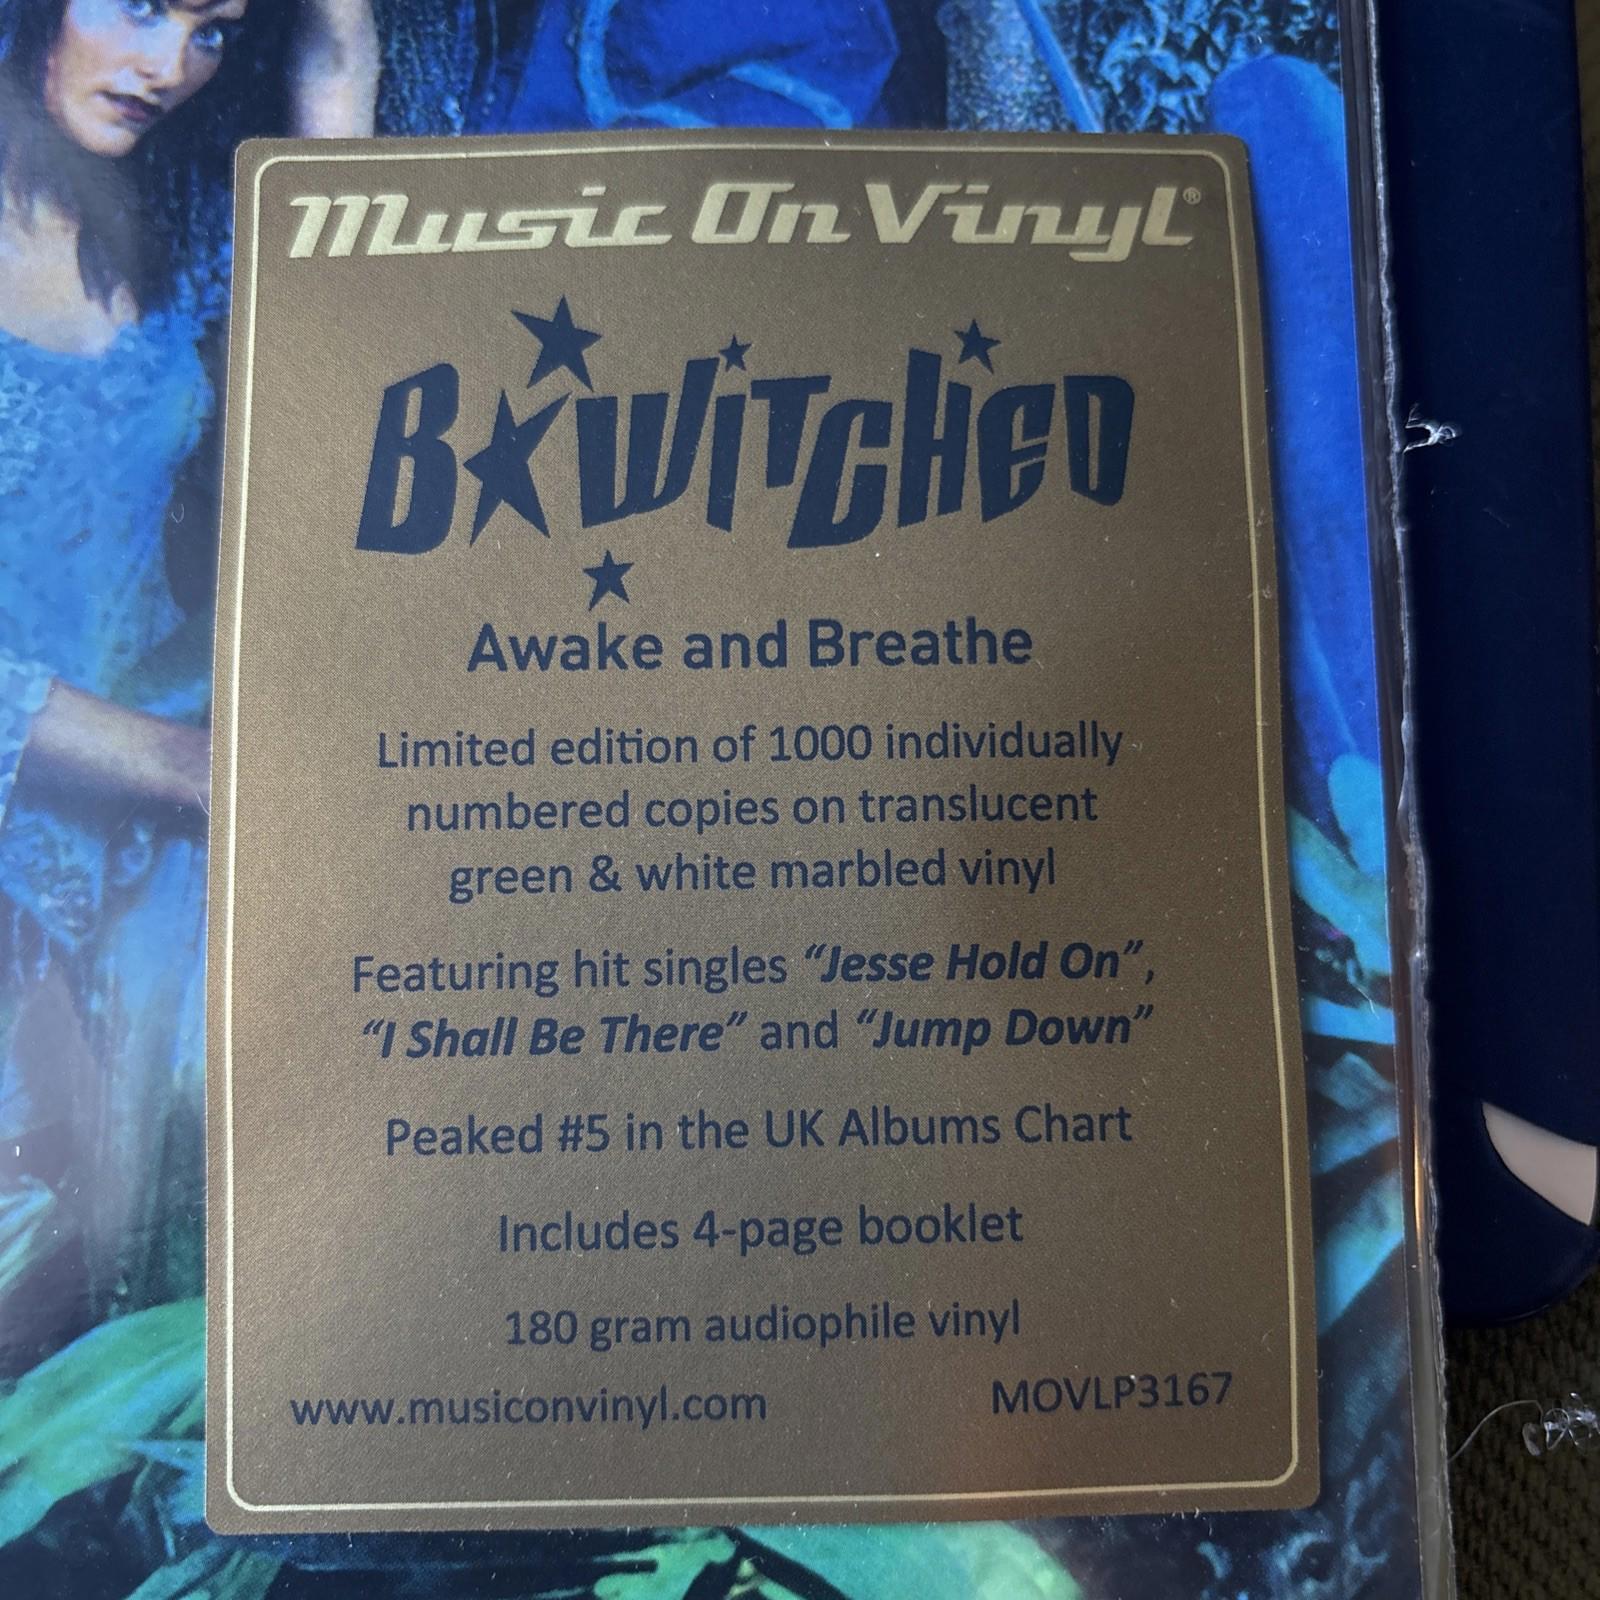 Music On Vinyl®
B★witched
Awake and Breathe
Limited edition of 1000 individually
numbered copies on translucent
green & white marbled vinyl
Featuring hit singles “Jesse Hold On”,
“I Shall Be There” and “Jump Down”
Peaked #5 in the UK Albums Chart
Includes 4-page booklet
180 gram audiophile vinyl
www.musiconvinyl.com MOVLP3167